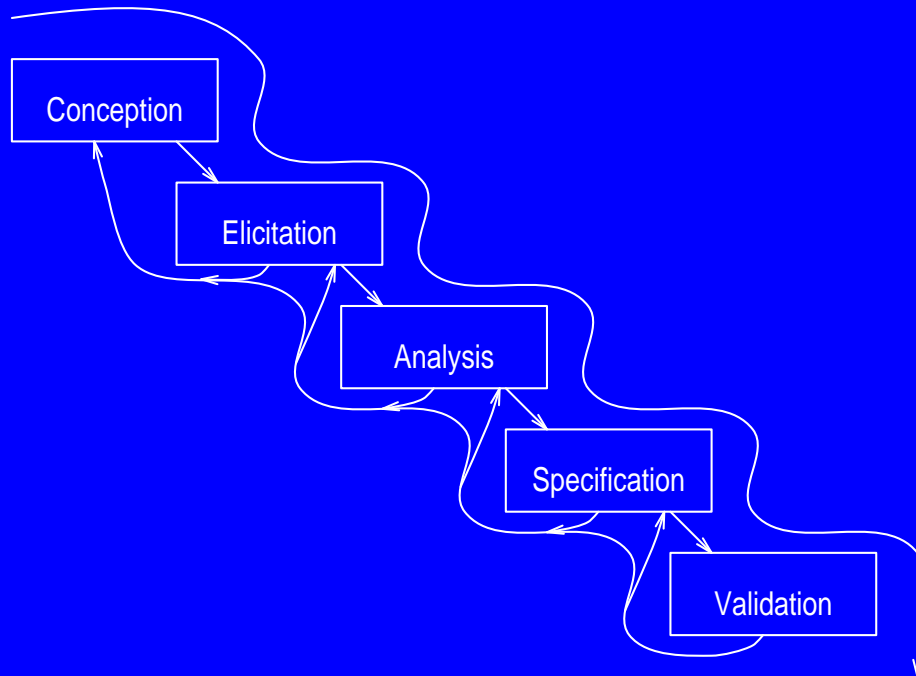 Conception
Elicitation
Analysis
Specification
Validation